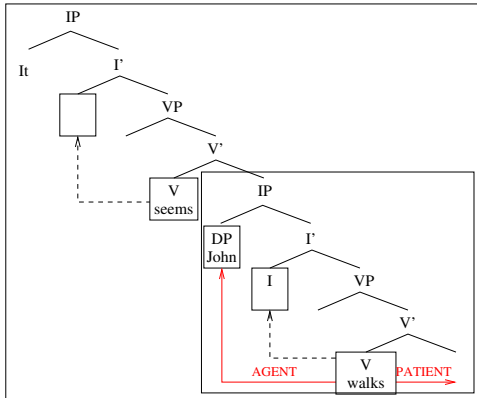 IP
It
I'
VP
V'
V
seems
IP
DP
John
I'
I
VP
V'
AGENT
V
walks
PATIENT